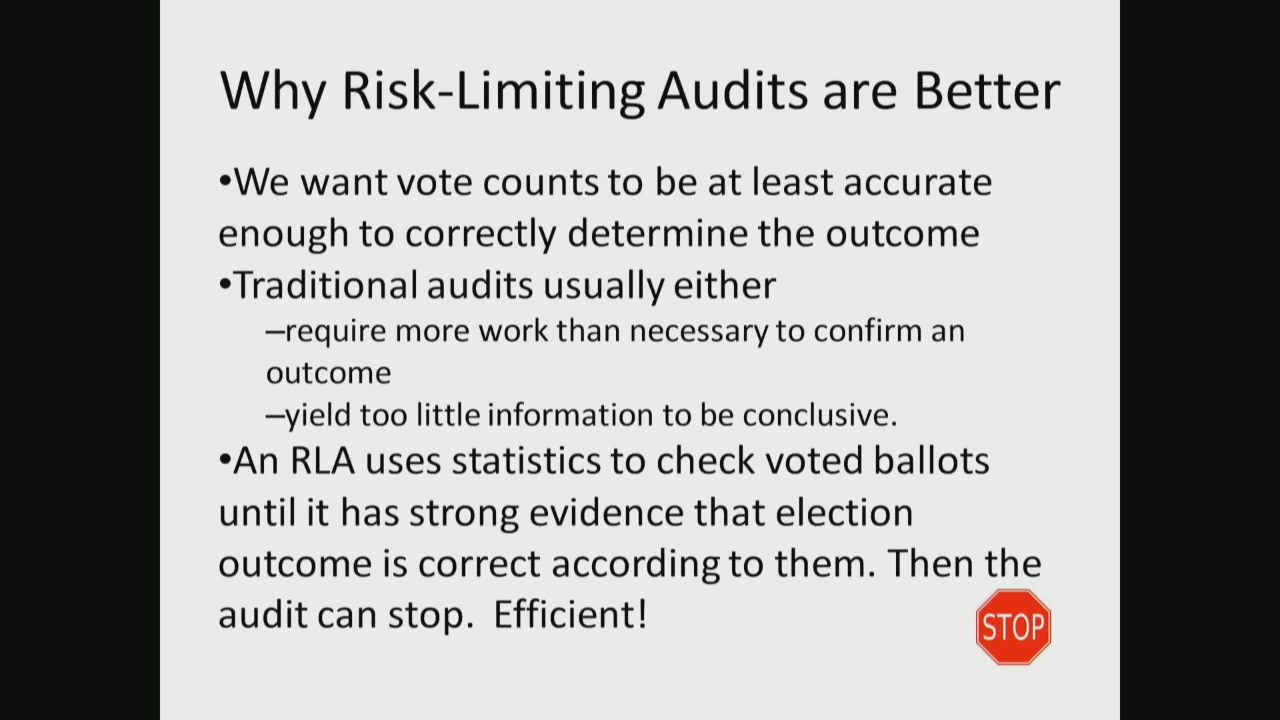 Why Risk-Limiting Audits are Better
•We want vote counts to be at least accurate
enough to correctly determine the outcome
•Traditional audits usually either
–require more work than necessary to confirm an
outcome
–yield too little information to be conclusive.
•An RLA uses statistics to check voted ballots
until it has strong evidence that election
outcome is correct according to them. Then the
audit can stop.  Efficient!
STOP